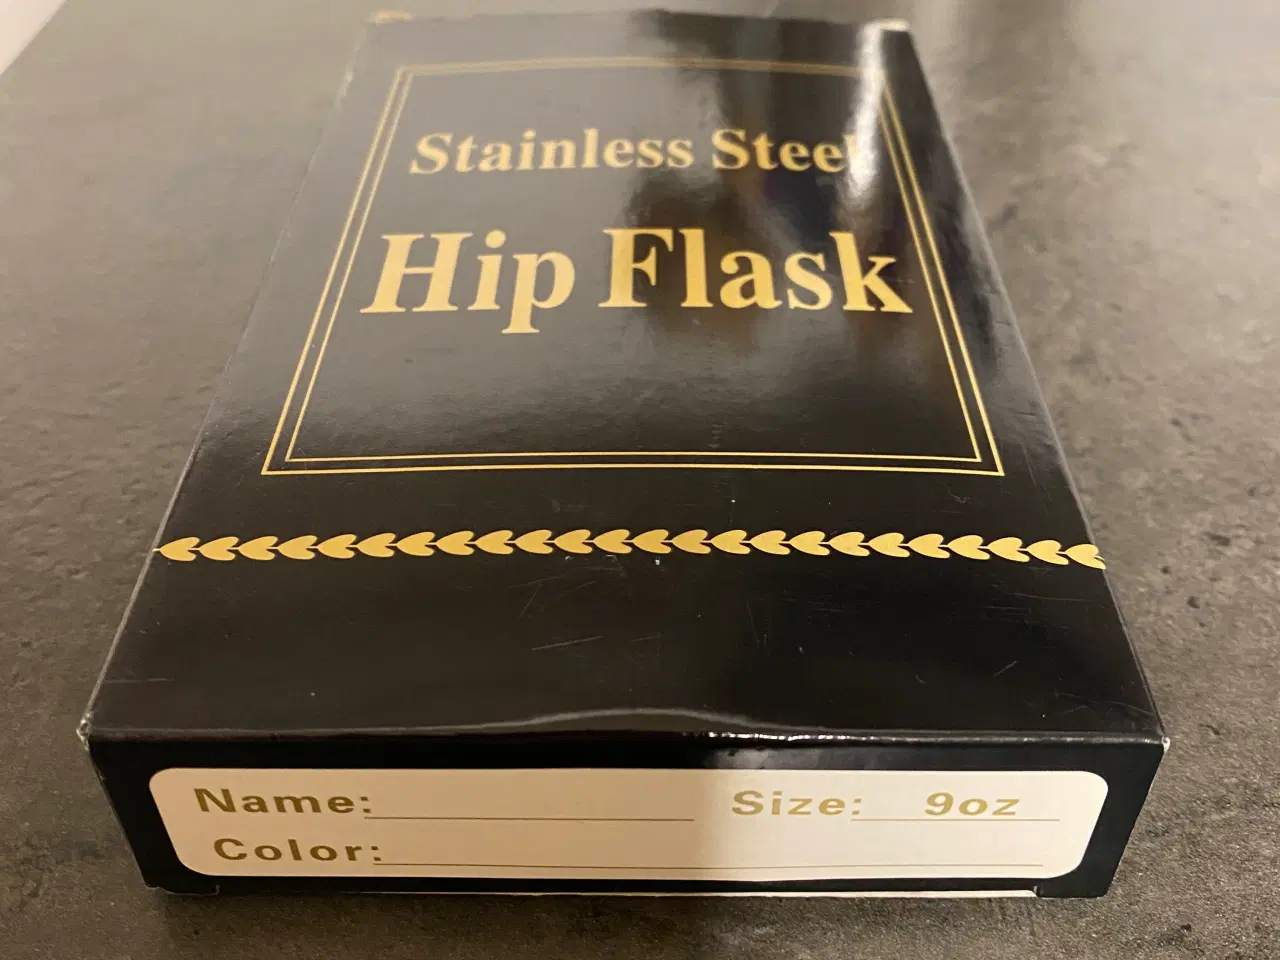 Stainless Steel
Hip Flask
Name: Size: 9oz
Color: